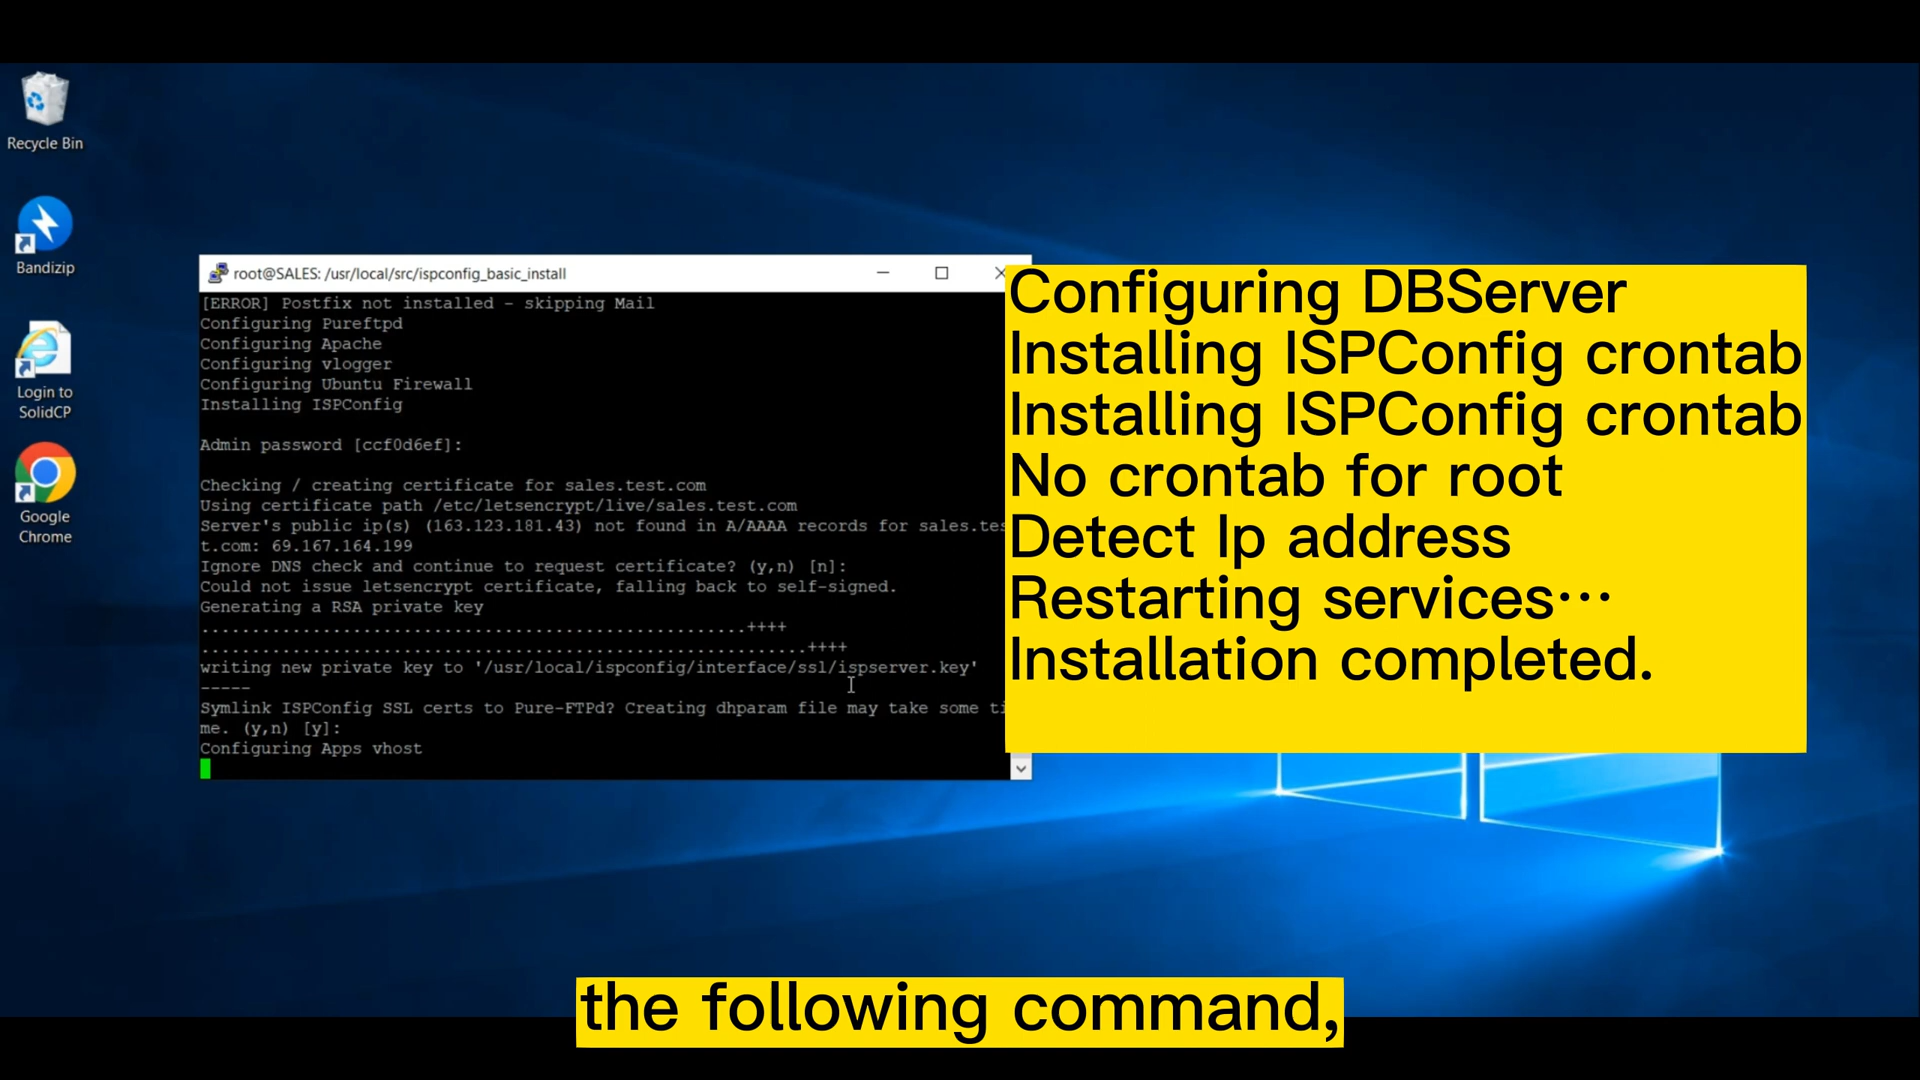 Recycle Bin
Bandizip
Login to
SolidCP
Google
Chrome
root@SALES: /usr/local/src/ispconfig_basic_install
[ERROR] Postfix not installed - skipping Mail
Configuring Pureftpd
Configuring Apache
Configuring vlogger
Configuring Ubuntu Firewall
Installing ISPConfig
Admin password [ccf0d6ef]:
Checking / creating certificate for sales.test.com
Using certificate path /etc/letsencrypt/live/sales.test.com
Server's public ip(s) (163.123.181.43) not found in A/AAAA records for sales.tes
t.com: 69.167.164.199
Ignore DNS check and continue to request certificate? (y,n) [n]:
Could not issue letsencrypt certificate, falling back to self-signed.
Generating a RSA private key
......................................................++++
............................................................++++
writing new private key to '/usr/local/ispconfig/interface/ssl/ispserver.key'
-----
Symlink ISPConfig SSL certs to Pure-FTPd? Creating dhparam file may take some ti
me. (y,n) [y]:
Configuring Apps vhost
Configuring DBServer
Installing ISPConfig crontab
Installing ISPConfig crontab
No crontab for root
Detect Ip address
Restarting services⋯
Installation completed.
the following command,